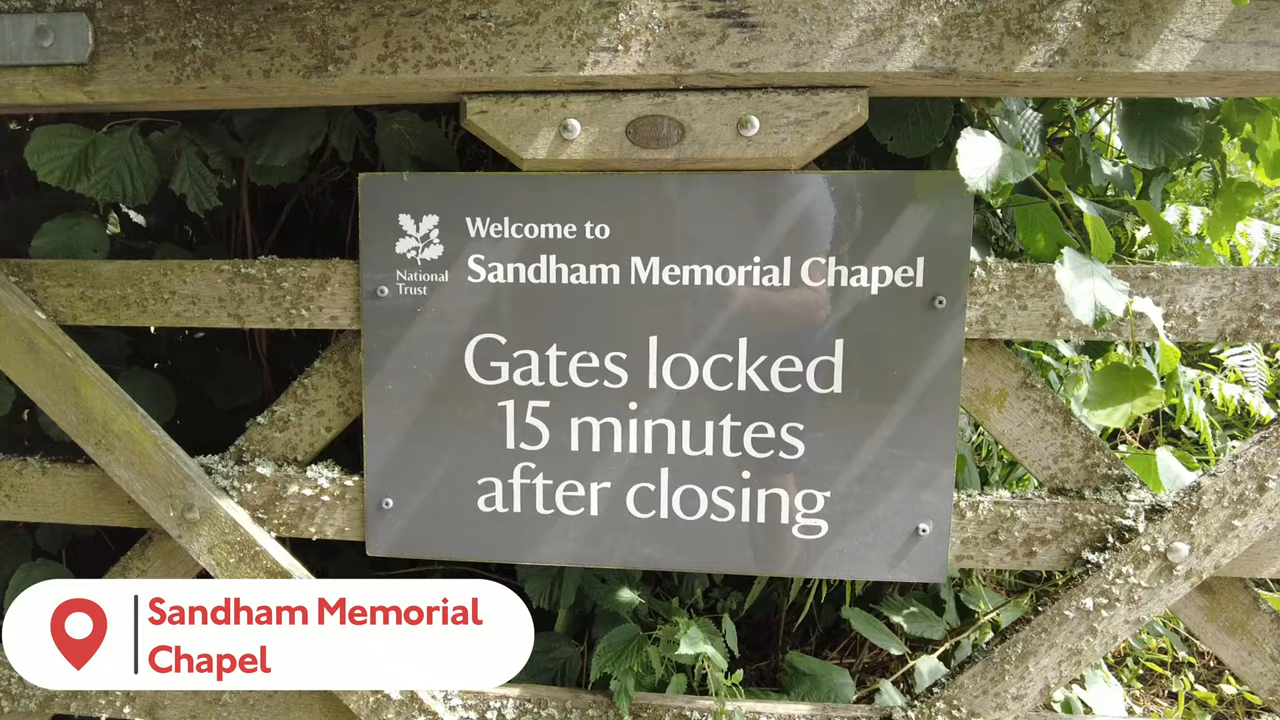 Welcome to
Sandham Memorial Chapel
National
Trust
Gates locked
15 minutes
after closing
Sandham Memorial
Chapel